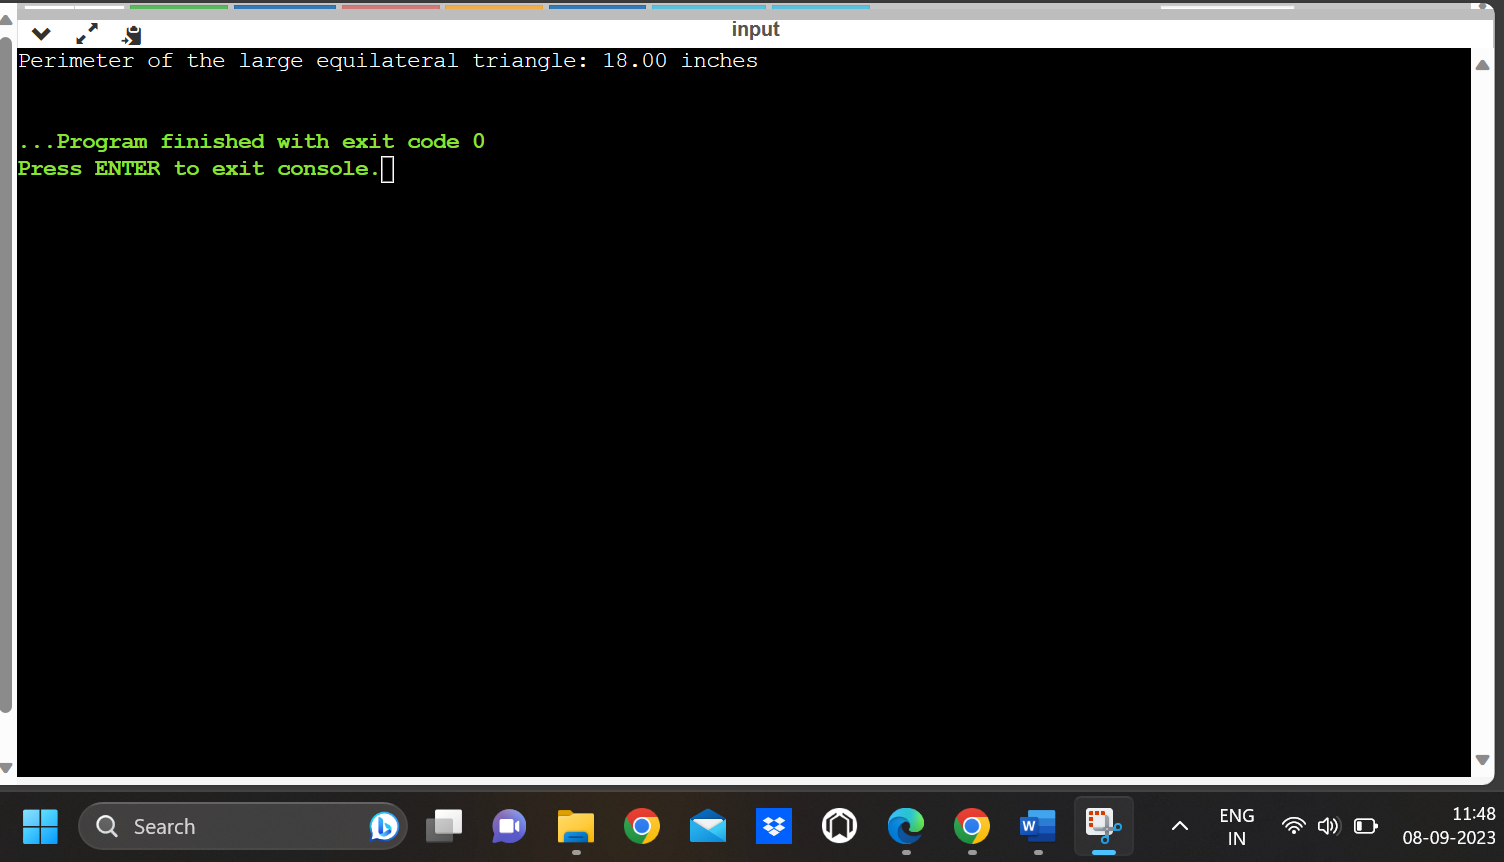 input
Perimeter of the large equilateral triangle: 18.00 inches
...Program finished with exit code 0
Press ENTER to exit console.
Search
W
ENG
IN
11:48
08-09-2023